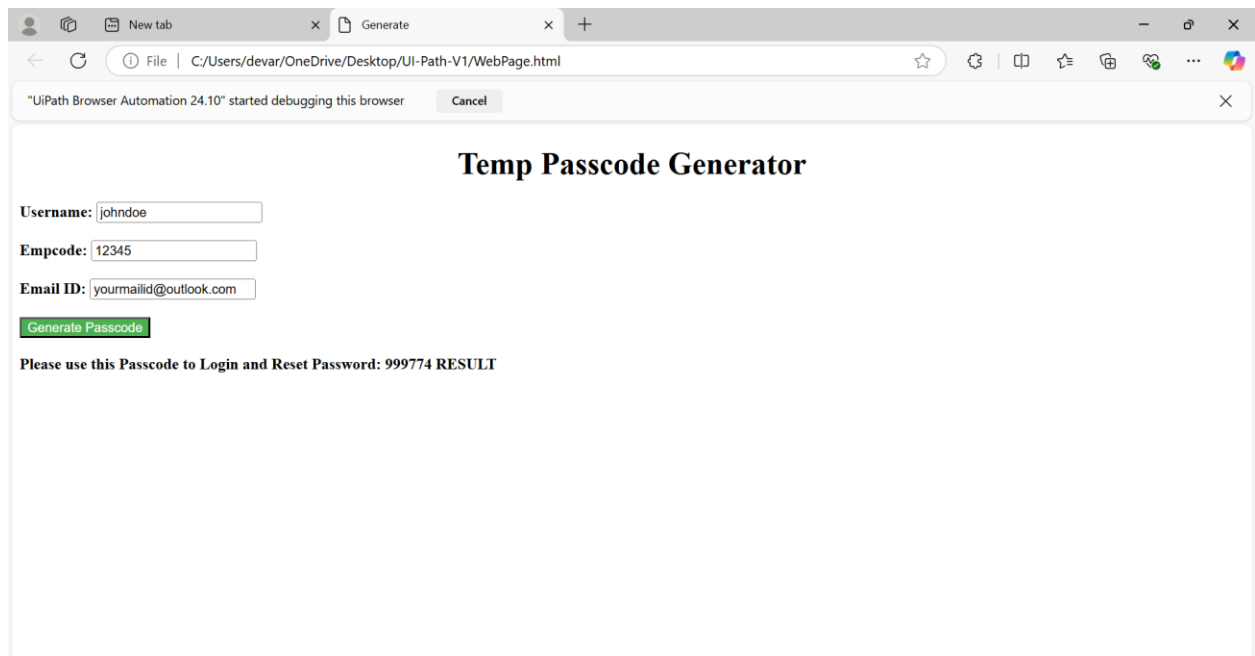 New tab
Generate
File | C:/Users/devar/OneDrive/Desktop/UI-Path-V1/WebPage.html
"UiPath Browser Automation 24.10" started debugging this browser Cancel
Temp Passcode Generator
Username: johndoe
Empcode: 12345
Email ID: yourmailid@outlook.com
Generate Passcode
Please use this Passcode to Login and Reset Password: 999774 RESULT